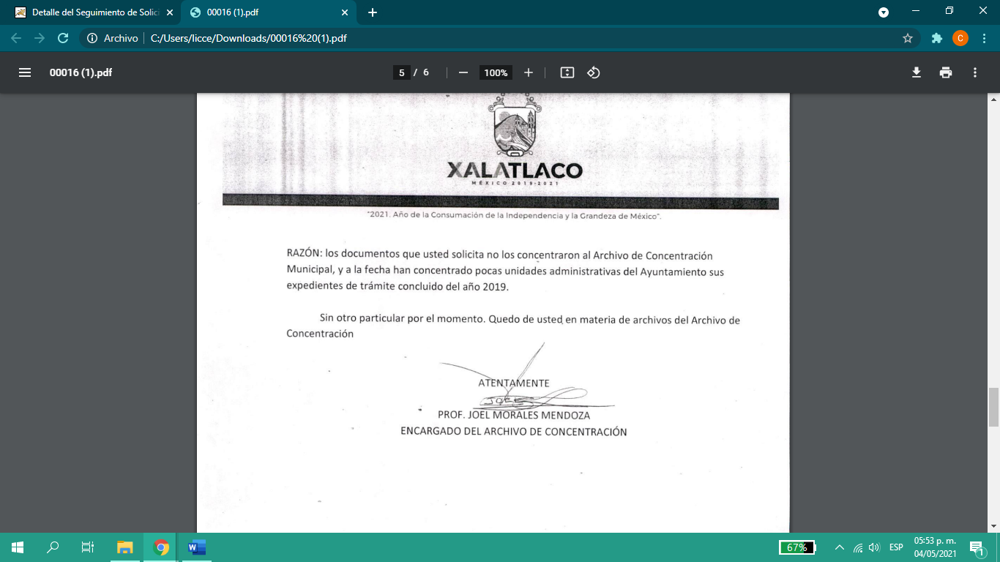 Detalle del Seguimiento de Solici
00016 (1).pdf
Archivo
C:/Users/licce/Downloads/00016%20(1).pdf
C
00016 (1).pdf
5 / 6
100%
XALATLACO
MÉXICO 2019-2021
"2021. Año de la Consumación de la Independencia y la Grandeza de México".
RAZÓN: los documentos que usted solicita no los concentraron al Archivo de Concentración
Municipal, y a la fecha han concentrado pocas unidades administrativas del Ayuntamiento sus
expedientes de trámite concluido del año 2019.
Sin otro particular por el momento. Quedo de usted, en materia de archivos del Archivo de
Concentración
ATENTAMENTE
PROF. JOEL MORALES MENDOZA
ENCARGADO DEL ARCHIVO DE CONCENTRACIÓN
67%
ESP
05:53 p. m.
04/05/2021
1